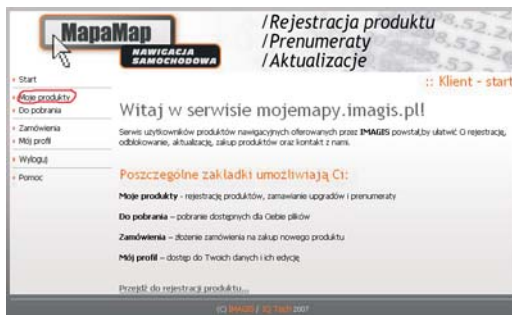 MapaMap
NAWIGACJA
SAMOCHODOWA
/Rejestracja produktu
/Prenumeraty
/Aktualizacje
:: Klient - start
Start
Moje produkty
Do pobrania
Zamówienia
Mój profil
Wyloguj
Pomoc
Witaj w serwisie mojemapy.imagis.pl!
Serwis użytkowników produktów nawigacyjnych oferowanych przez IMAGIS powstał,by ułatwić Ci rejestrację,
odblokowanie, aktualizację, zakup produktów oraz kontakt z nami.
Poszczególne zakładki umożliwiają Ci:
Moje produkty - rejestrację produktów, zamawianie upgradów i prenumeraty
Do pobrania – pobranie dostępnych dla Ciebie plików
Zamówienia – złożenie zamówienia na zakup nowego produktu
Mój profil – dostęp do Twoich danych i ich edycję
Przejdź do rejestracji produktu...
(C) IMAGIS / IQ Tech 2007